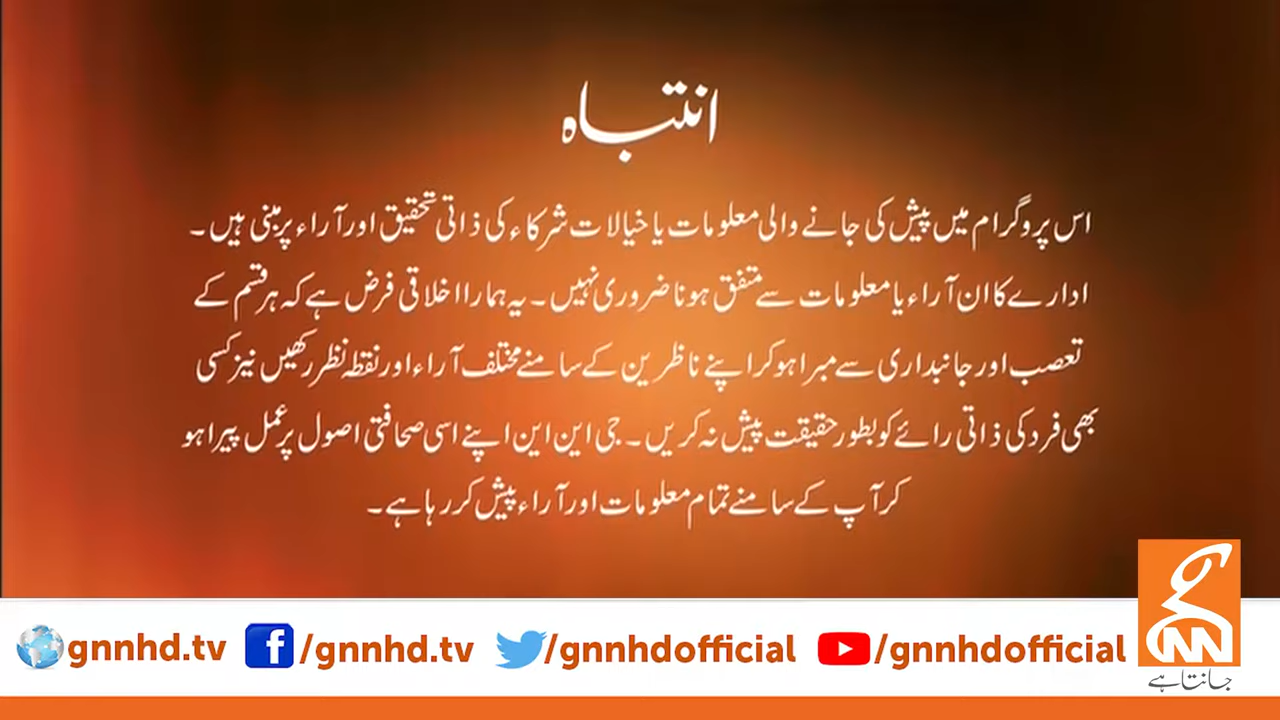 انتباہ
اس پروگرام میں پیش کی جانے والی معلومات یا خیالات شرکاء کی ذاتی تحقیق اور آراء پر مبنی ہیں۔
ادارے کا ان آراء یا معلومات سے متفق ہونا ضروری نہیں۔ یہ ہمارا اخلاقی فرض ہے کہ ہر قسم کے
تعصب اور جانبداری سے مبرا ہو کر اپنے ناظرین کے سامنے مختلف آراء اور نقطہ نظر رکھیں نیز کسی
بھی فرد کی ذاتی رائے کو بطور حقیقت پیش نہ کریں۔ جی این این اپنے اسی صحافتی اصول پر عمل پیرا ہو
کر آپ کے سامنے تمام معلومات اور آراء پیش کر رہا ہے۔
gnnhd.tv /gnnhd.tv /gnnhdofficial /gnnhdofficial
GNN
جانتا ہے